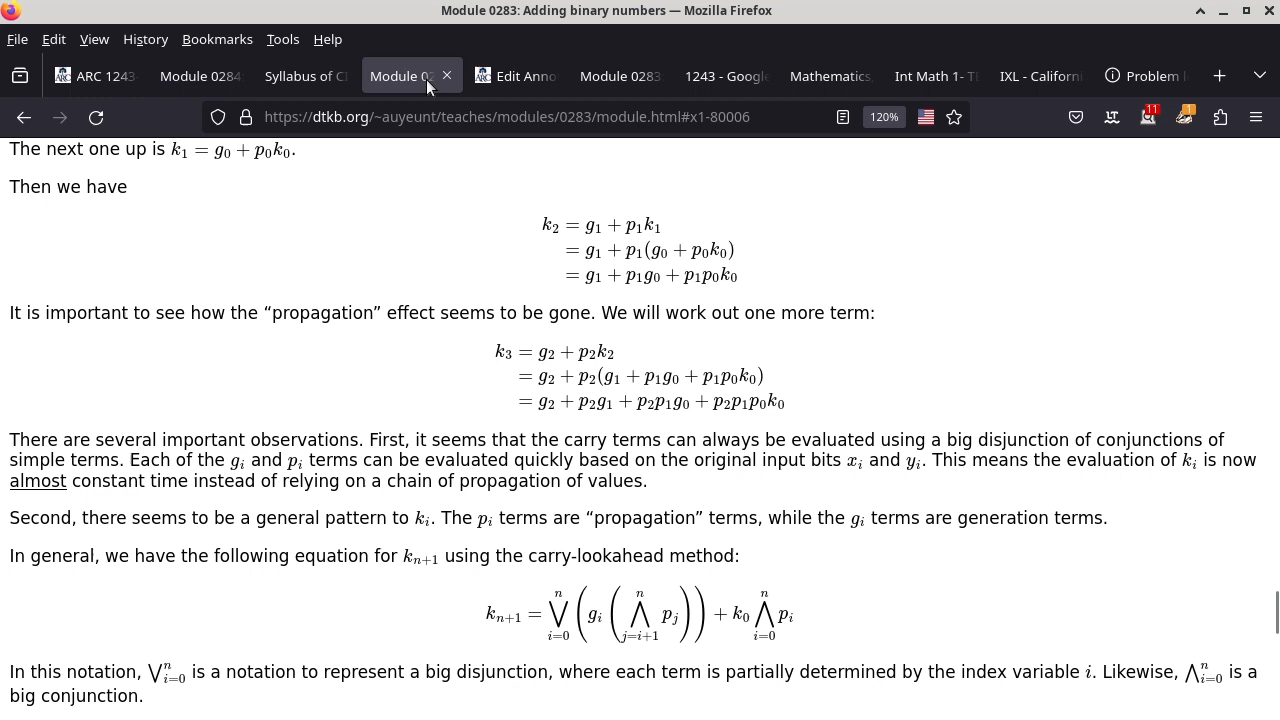 Module 0283: Adding binary numbers — Mozilla Firefox
File Edit View History Bookmarks Tools Help
ARC 1243 Module 0284 Syllabus of C Module 0 Edit Anno Module 0283 1243 - Google Mathematics, Int Math 1- T IXL - Californi Problem l
https://dtkb.org/~auyeunt/teaches/modules/0283/module.html#x1-80006 120% 11 1
The next one up is k₁ = g₀ + p₀k₀.
Then we have
k₂ = g₁ + p₁k₁
= g₁ + p₁(g₀ + p₀k₀)
= g₁ + p₁g₀ + p₁p₀k₀
It is important to see how the “propagation” effect seems to be gone. We will work out one more term:
k₃ = g₂ + p₂k₂
= g₂ + p₂(g₁ + p₁g₀ + p₁p₀k₀)
= g₂ + p₂g₁ + p₂p₁g₀ + p₂p₁p₀k₀
There are several important observations. First, it seems that the carry terms can always be evaluated using a big disjunction of conjunctions of
simple terms. Each of the gᵢ and pᵢ terms can be evaluated quickly based on the original input bits xᵢ and yᵢ. This means the evaluation of kᵢ is now
almost constant time instead of relying on a chain of propagation of values.
Second, there seems to be a general pattern to kᵢ. The pᵢ terms are “propagation” terms, while the gᵢ terms are generation terms.
In general, we have the following equation for kₙ₊₁ using the carry-lookahead method:
kₙ₊₁ = ⋁ⁿᵢ₌₀ (gᵢ (⋀ⁿⱼ₌ᵢ₊₁ pⱼ)) + k₀ ⋀ⁿᵢ₌₀ pᵢ
In this notation, ⋁ⁿᵢ₌₀ is a notation to represent a big disjunction, where each term is partially determined by the index variable i. Likewise, ⋀ⁿᵢ₌₀ is a
big conjunction.